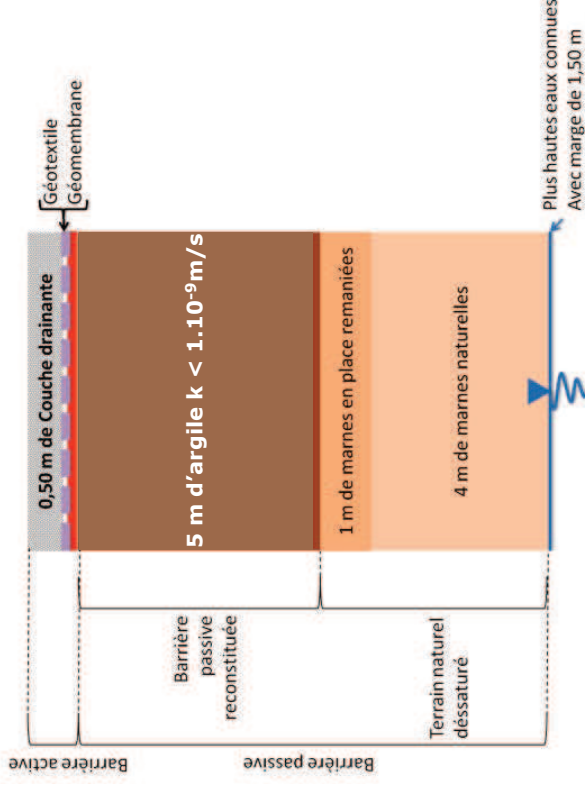 0,50 m de Couche drainante
Géotextile
Géomembrane
5 m d'argile k < 1.10⁻⁹m/s
1 m de marnes en place remaniées
4 m de marnes naturelles
Plus hautes eaux connues
Avec marge de 1,50 m
Barrière
passive
reconstituée
Terrain naturel
déssaturé
Barrière active
Barrière passive